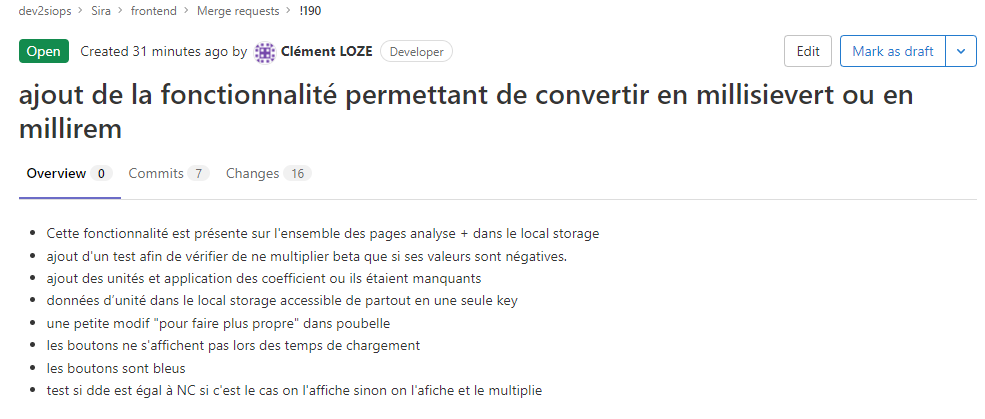 dev2siops > Sira > frontend > Merge requests > !190
Open Created 31 minutes ago by Clément LOZE Developer Edit Mark as draft
ajout de la fonctionnalité permettant de convertir en millisievert ou en
millirem
Overview 0 Commits 7 Changes 16
• Cette fonctionnalité est présente sur l'ensemble des pages analyse + dans le local storage
• ajout d'un test afin de vérifier de ne multiplier beta que si ses valeurs sont négatives.
• ajout des unités et application des coefficient ou ils étaient manquants
• données d'unité dans le local storage accessible de partout en une seule key
• une petite modif "pour faire plus propre" dans poubelle
• les boutons ne s'affichent pas lors des temps de chargement
• les boutons sont bleus
• test si dde est égal à NC si c'est le cas on l'affiche sinon on l'afiche et le multiplie